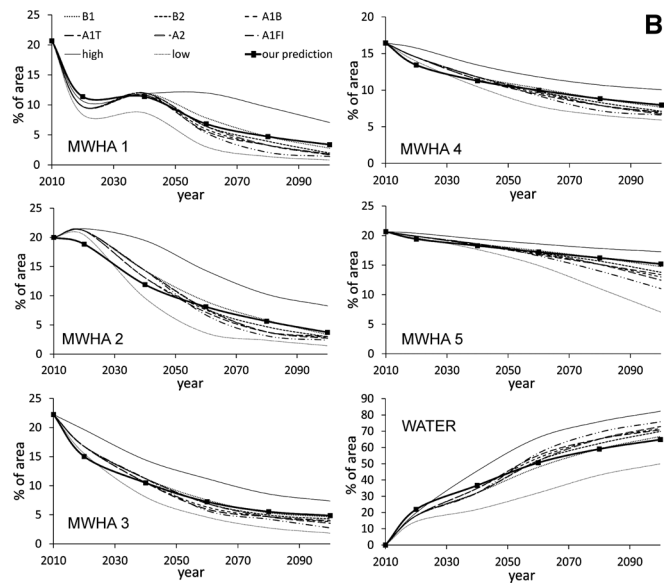 B
B1 B2 A1B
A1T A2 A1FI
high low our prediction
25
20
15
10
5
0
% of area
MWHA 1
2010 2030 2050 2070 2090
year
20
15
10
5
0
% of area
MWHA 4
2010 2030 2050 2070 2090
year
25
20
15
10
5
0
% of area
MWHA 2
2010 2030 2050 2070 2090
year
25
20
15
10
5
0
% of area
MWHA 5
2010 2030 2050 2070 2090
year
25
20
15
10
5
0
% of area
MWHA 3
2010 2030 2050 2070 2090
year
90
80
70
60
50
40
30
20
10
0
% of area
WATER
2010 2030 2050 2070 2090
year